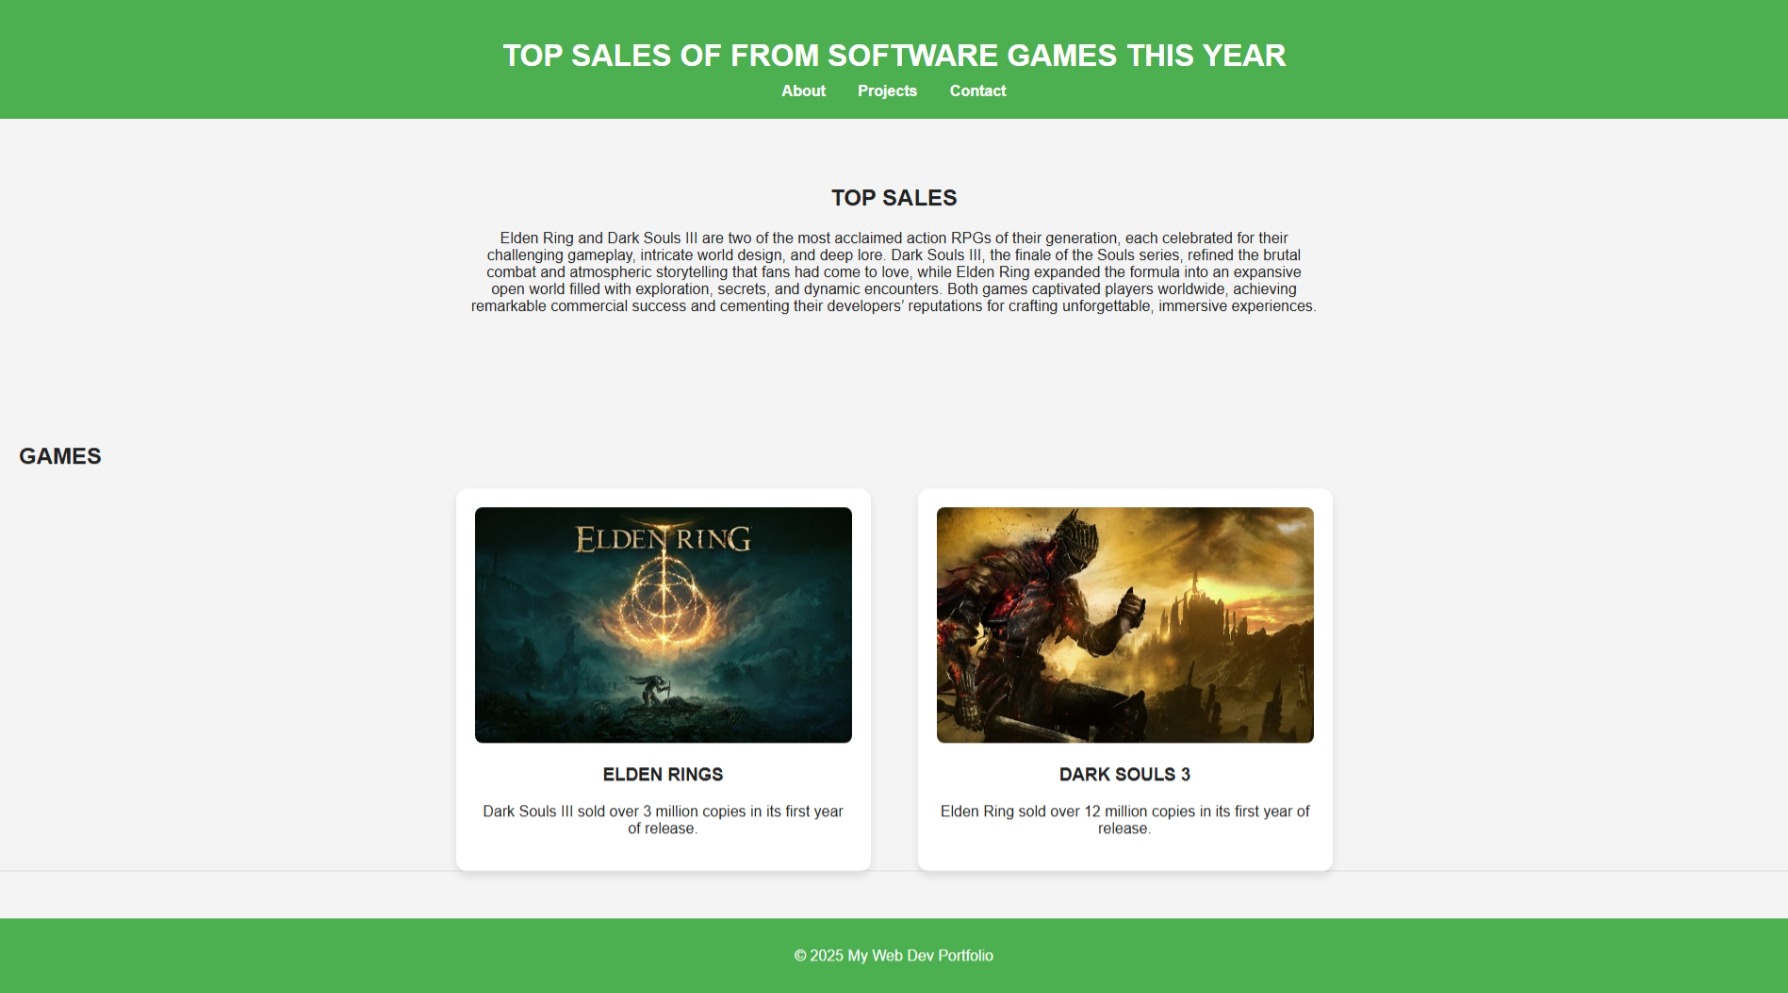 TOP SALES OF FROM SOFTWARE GAMES THIS YEAR
About Projects Contact
TOP SALES
Elden Ring and Dark Souls III are two of the most acclaimed action RPGs of their generation, each celebrated for their
challenging gameplay, intricate world design, and deep lore. Dark Souls III, the finale of the Souls series, refined the brutal
combat and atmospheric storytelling that fans had come to love, while Elden Ring expanded the formula into an expansive
open world filled with exploration, secrets, and dynamic encounters. Both games captivated players worldwide, achieving
remarkable commercial success and cementing their developers’ reputations for crafting unforgettable, immersive experiences.
GAMES
ELDEN RING
ELDEN RINGS
Dark Souls III sold over 3 million copies in its first year
of release.
DARK SOULS 3
Elden Ring sold over 12 million copies in its first year of
release.
© 2025 My Web Dev Portfolio